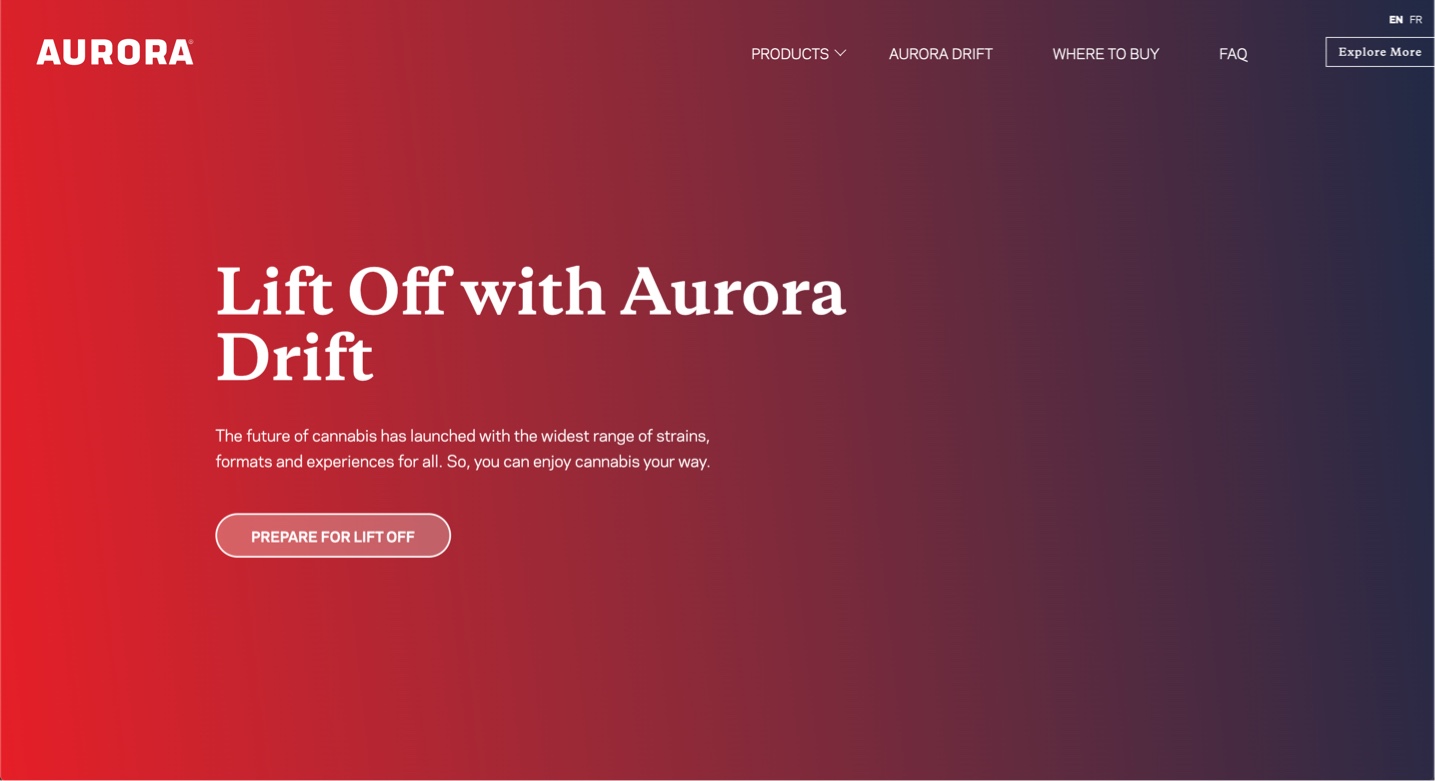 EN FR
AURORA®
PRODUCTS
AURORA DRIFT
WHERE TO BUY
FAQ
Explore More
Lift Off with Aurora
Drift
The future of cannabis has launched with the widest range of strains,
formats and experiences for all. So, you can enjoy cannabis your way.
PREPARE FOR LIFT OFF